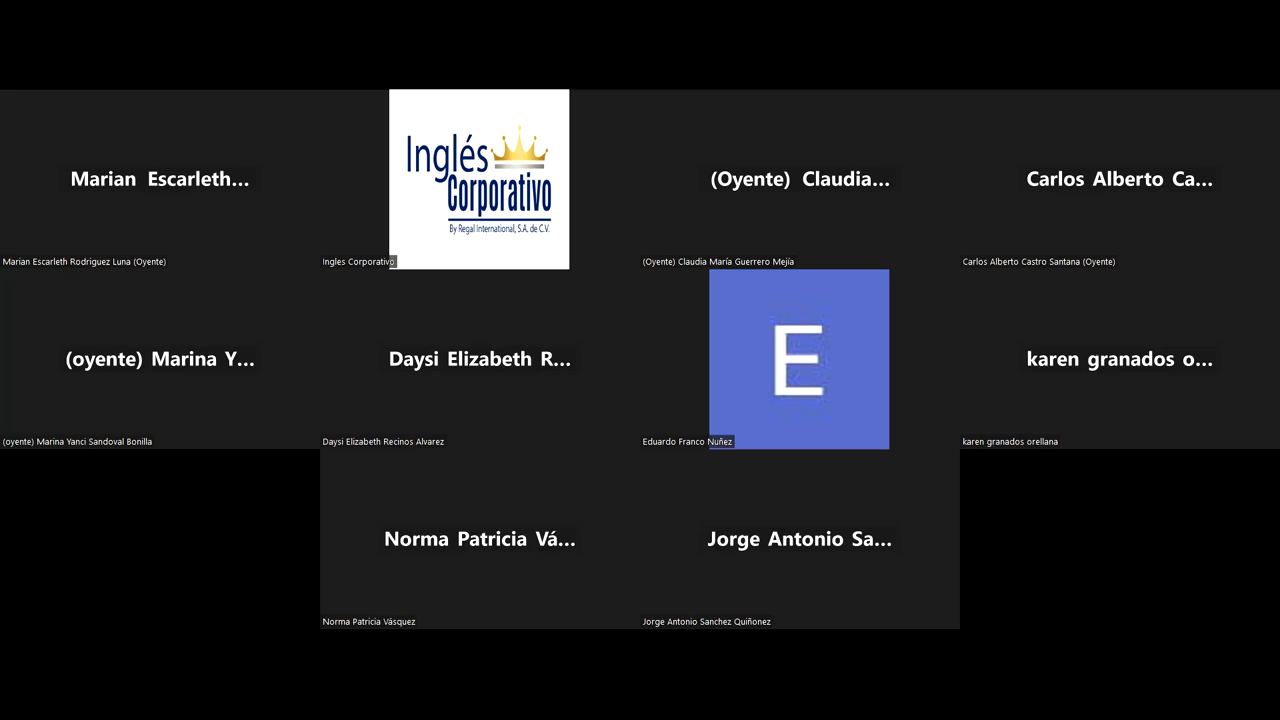 Marian Escarleth...
Marian Escarleth Rodriguez Luna (Oyente)
Inglés
Corporativo
By Regal International, S.A. de C.V.
Ingles Corporativo
(Oyente) Claudia...
(Oyente) Claudia María Guerrero Mejía
Carlos Alberto Ca...
Carlos Alberto Castro Santana (Oyente)
(oyente) Marina Y...
(oyente) Marina Yanci Sandoval Bonilla
Daysi Elizabeth R...
Daysi Elizabeth Recinos Alvarez
E
Eduardo Franco Nuñez
karen granados o...
karen granados orellana
Norma Patricia Vá...
Norma Patricia Vásquez
Jorge Antonio Sa...
Jorge Antonio Sanchez Quiñonez